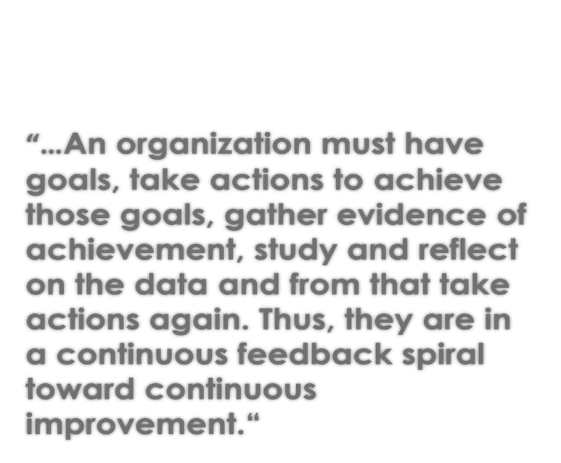 “...An organization must have
goals, take actions to achieve
those goals, gather evidence of
achievement, study and reflect
on the data and from that take
actions again. Thus, they are in
a continuous feedback spiral
toward continuous
improvement.“